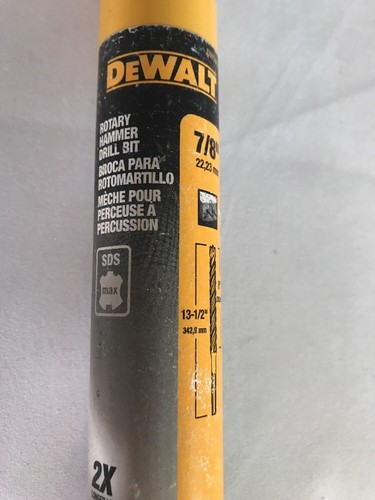 DEWALT
ROTARY
HAMMER
DRILL BIT
BROCA PARA
ROTOMARTILLO
MÈCHE POUR
PERCEUSE À
PERCUSSION
SDS
max
2X
7/8"
22,23 mm
13-1/2"
342,9 mm